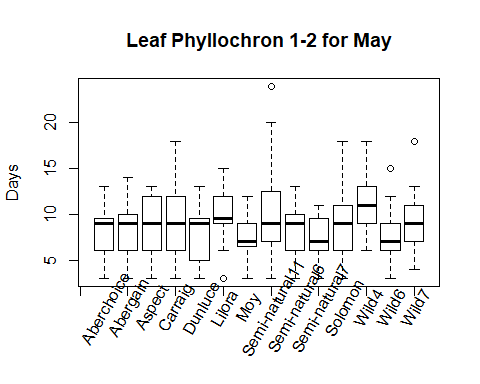 Leaf Phyllochron 1-2 for May
Days
20
15
10
5
Aberchoice
Abergain
Aspect
Carraig
Dunluce
Lilora
Moy
Semi-natural11
Semi-natural6
Semi-natural7
Solomon
Wild4
Wild6
Wild7